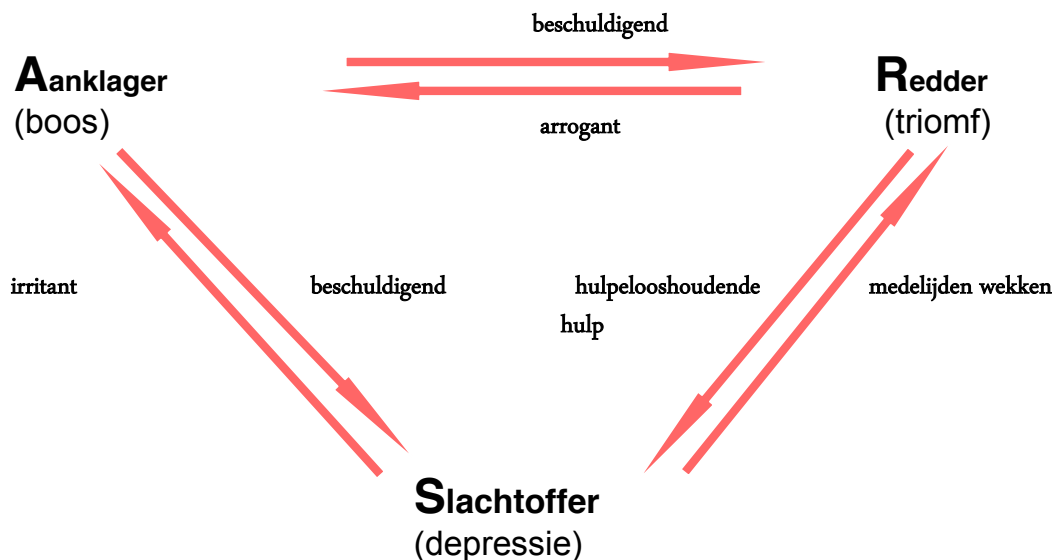 beschuldigend
Aanklager
(boos)
Redder
(triomf)
arrogant
irritant
beschuldigend
hulpelooshoudende
hulp
medelijden wekken
Slachtoffer
(depressie)